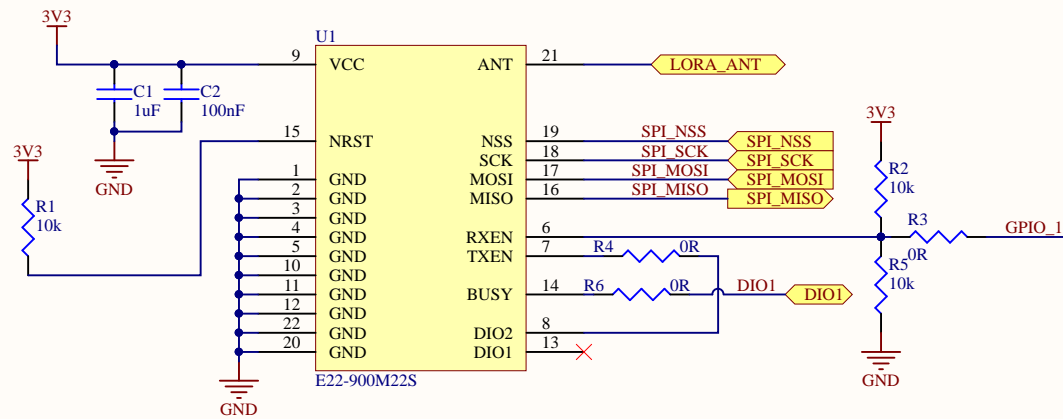 3V3
U1
9 VCC
ANT 21
LORA_ANT
C1
1uF
C2
100nF
GND
15 NRST
NSS 19 SPI_NSS SPI_NSS
SCK 18 SPI_SCK SPI_SCK
MOSI 17 SPI_MOSI SPI_MOSI
MISO 16 SPI_MISO SPI_MISO
3V3
R1
10k
1 GND
2 GND
3 GND
4 GND
5 GND
10 GND
11 GND
12 GND
22 GND
20 GND
GND
RXEN 6
TXEN 7
R4 0R
BUSY 14
R6 0R
DIO1
DIO1
DIO2 8
DIO1 13
E22-900M22S
3V3
R2
10k
R3
0R
GPIO_1
R5
10k
GND